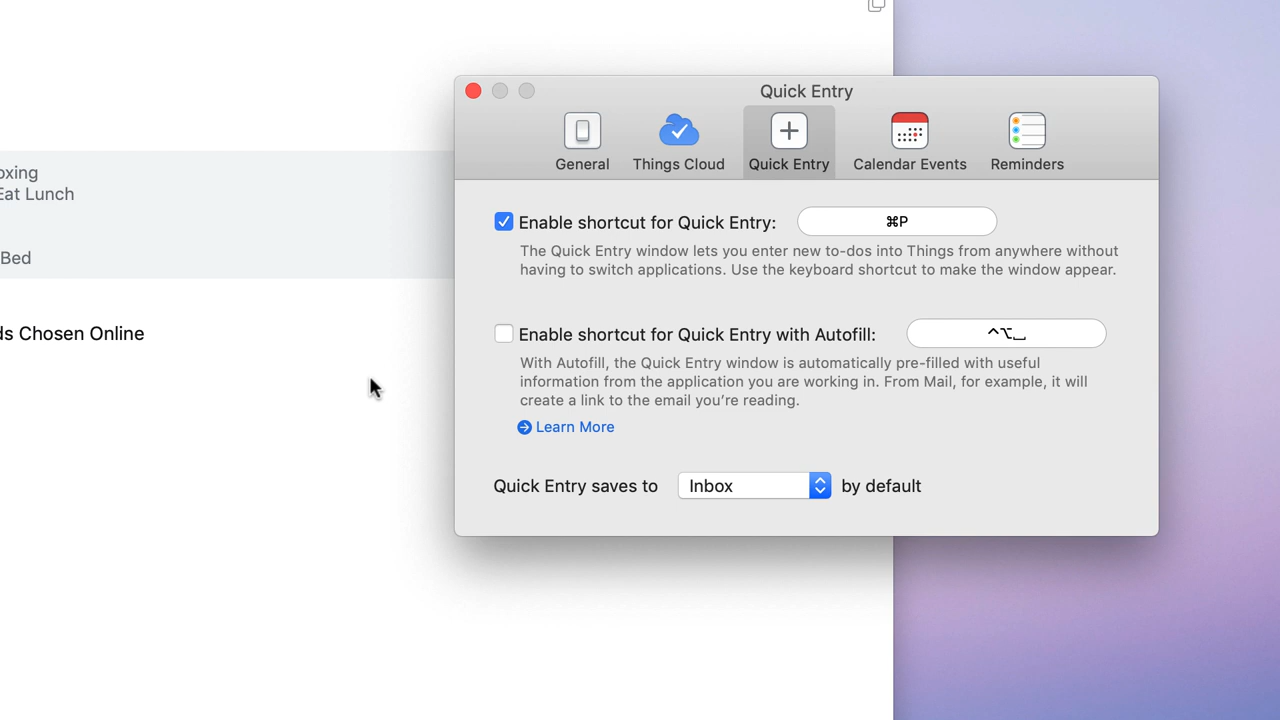 Quick Entry
General
Things Cloud
Quick Entry
Calendar Events
Reminders
Eat Lunch
Bed
Chosen Online
Enable shortcut for Quick Entry:
⌘P
The Quick Entry window lets you enter new to-dos into Things from anywhere without
having to switch applications. Use the keyboard shortcut to make the window appear.
Enable shortcut for Quick Entry with Autofill:
^⌥⎵
With Autofill, the Quick Entry window is automatically pre-filled with useful
information from the application you are working in. From Mail, for example, it will
create a link to the email you’re reading.
Learn More
Quick Entry saves to
Inbox
by default